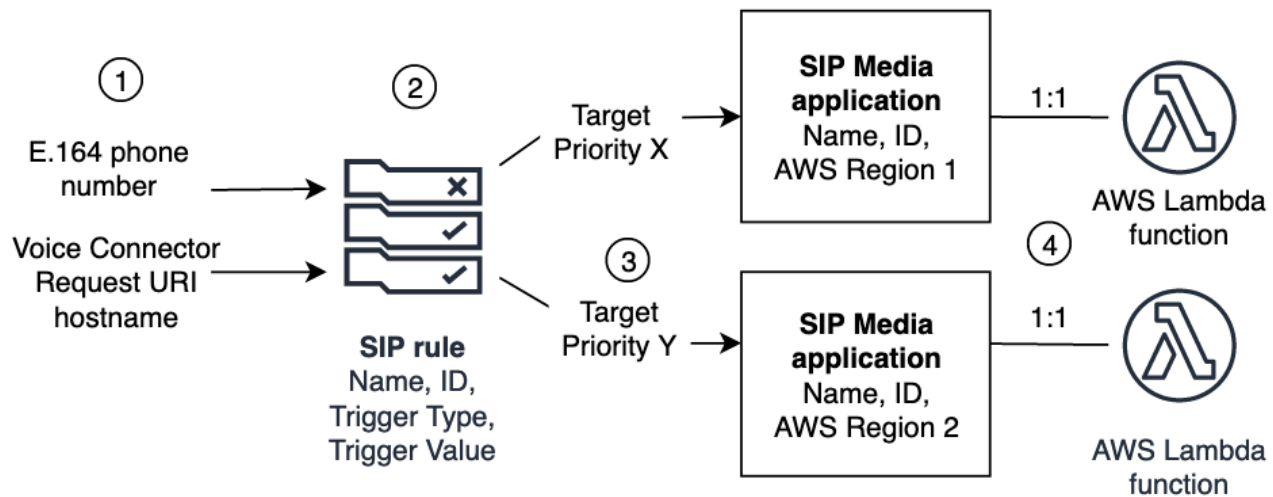 1
E.164 phone
number
Voice Connector
Request URI
hostname
2
SIP rule
Name, ID,
Trigger Type,
Trigger Value
Target
Priority X
3
Target
Priority Y
SIP Media
application
Name, ID,
AWS Region 1
SIP Media
application
Name, ID,
AWS Region 2
1:1
AWS Lambda
function
4
1:1
AWS Lambda
function